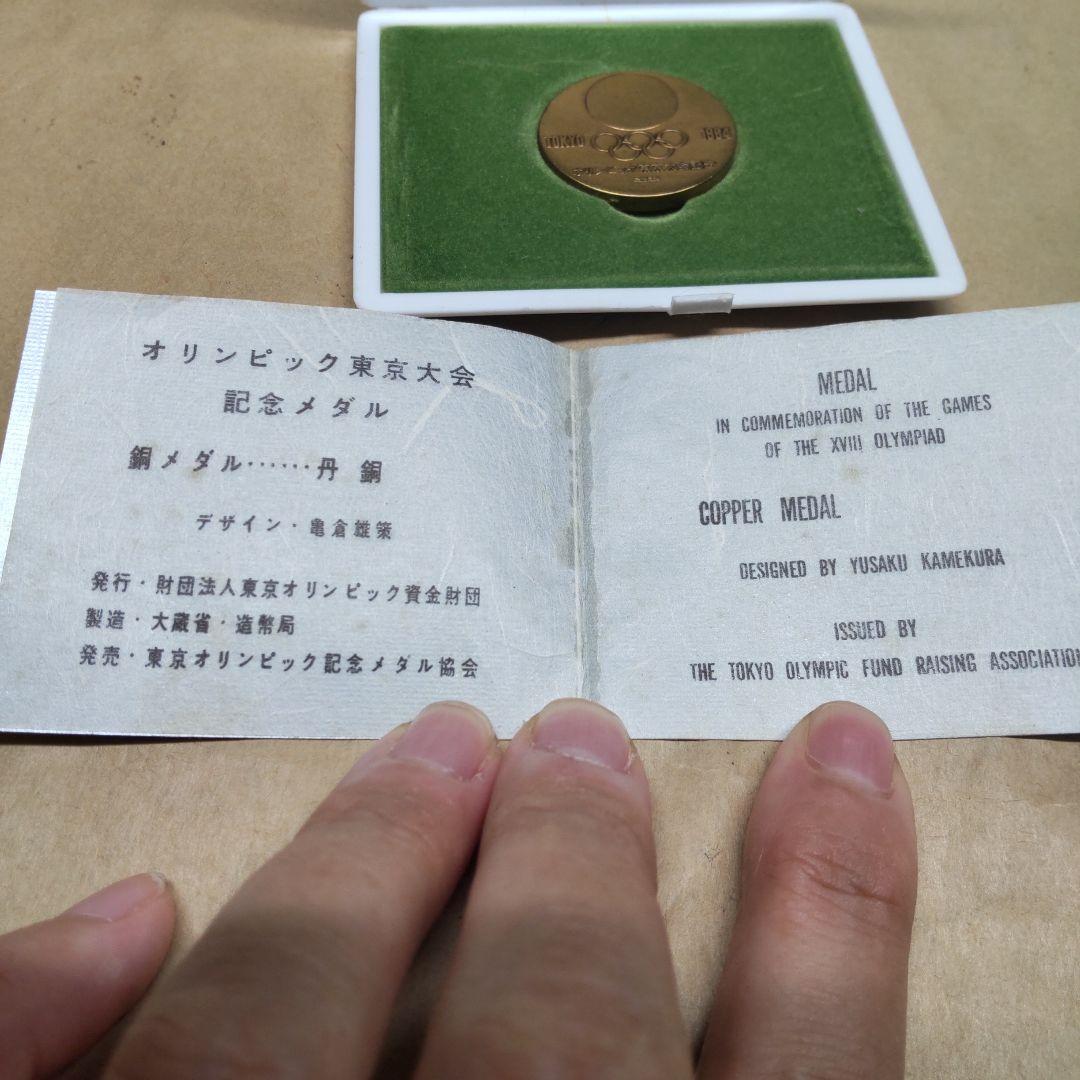 TOKYO 1964
オリンピック東京大会
記念メダル
銅メダル……丹銅
デザイン・亀倉雄策
発行・財団法人東京オリンピック資金財団
製造・大蔵省・造幣局
発売・東京オリンピック記念メダル協会
MEDAL
IN COMMEMORATION OF THE GAMES
OF THE XVIII OLYMPIAD
COPPER MEDAL
DESIGNED BY YUSAKU KAMEKURA
ISSUED BY
THE TOKYO OLYMPIC FUND RAISING ASSOCIATION